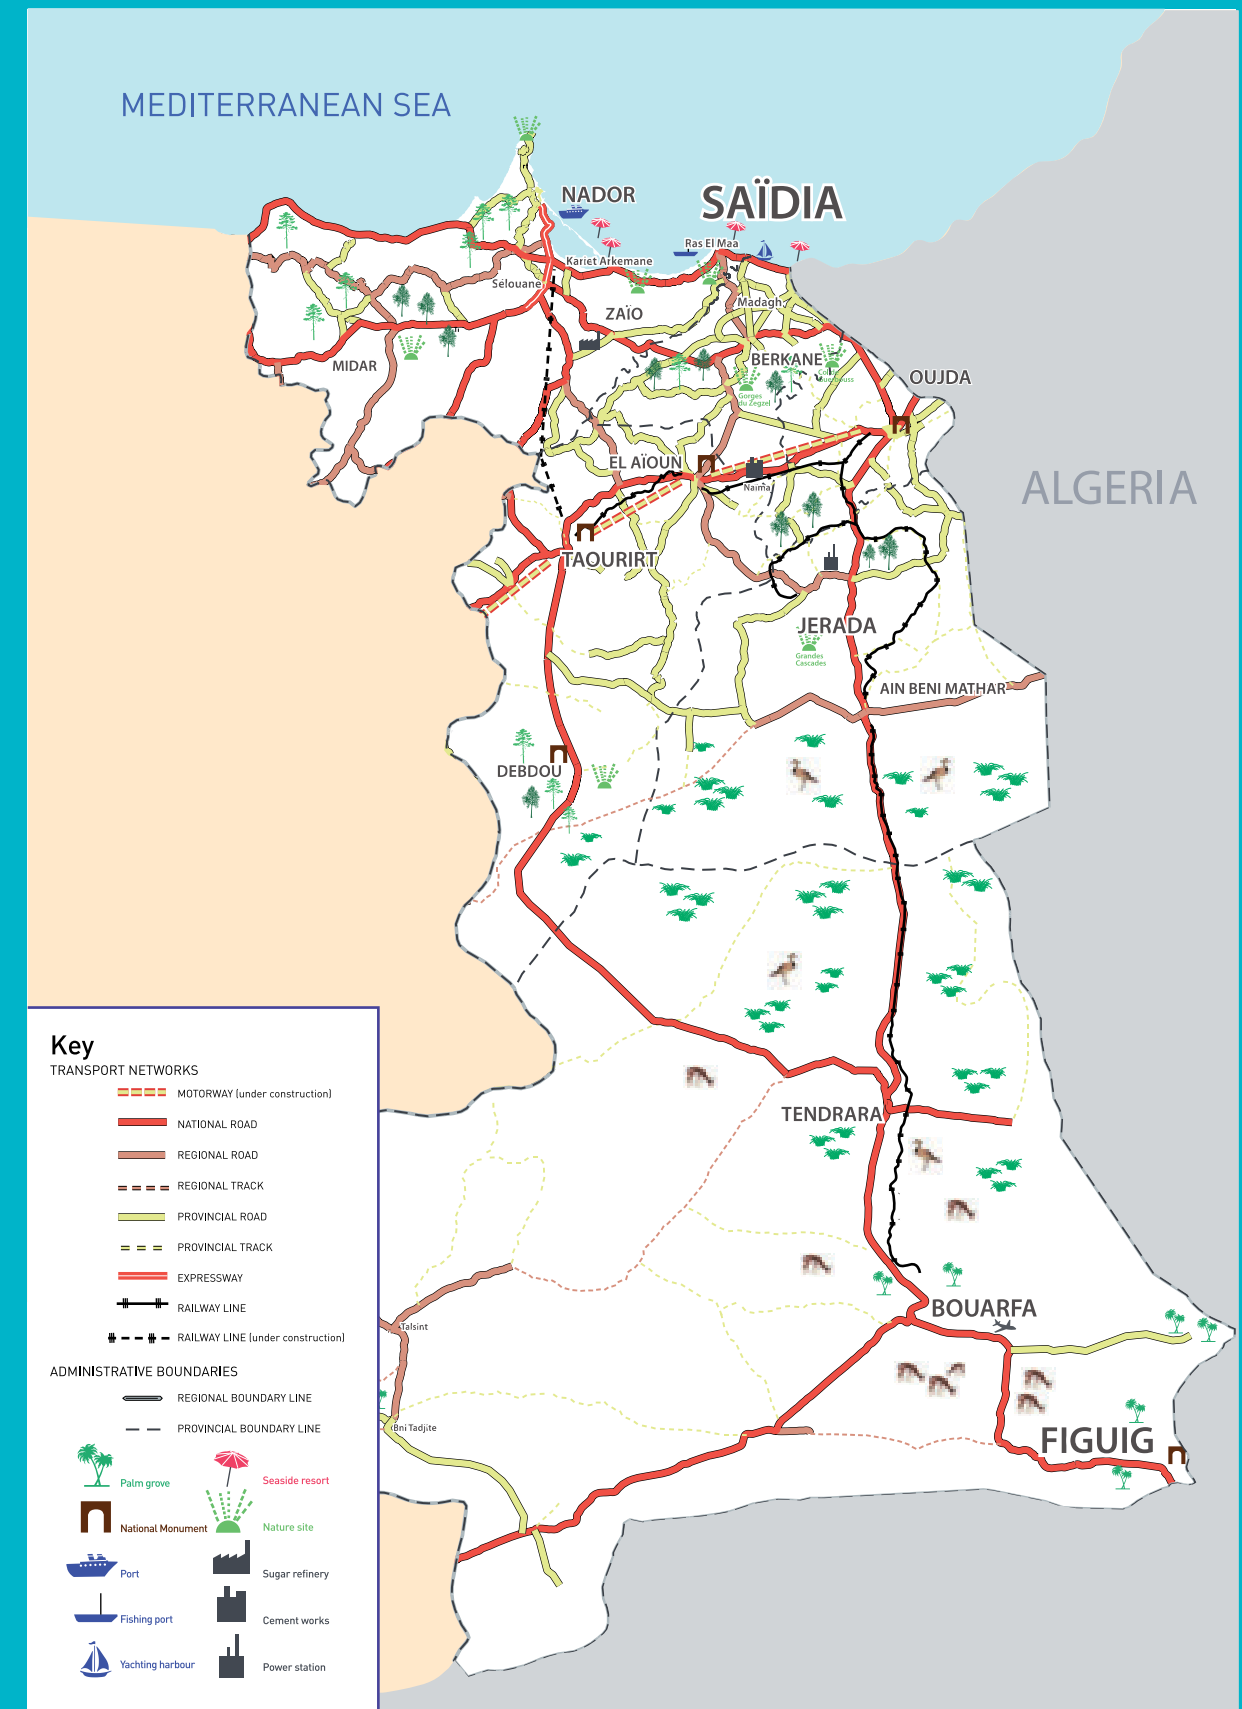 MEDITERRANEAN SEA
NADOR
SAÏDIA
Ras El Maa
Kariet Arkemane
Sélouane
ZAÏO
Madagh
MIDAR
BERKANE
Gorges
du Zegzel
OUJDA
EL AÏOUN
Naima
ALGERIA
TAOURIRT
JERADA
Grandes
Cascades
AIN BENI MATHAR
DEBDOU
TENDRARA
BOUARFA
Talsint
Bni Tadjite
FIGUIG
Key
TRANSPORT NETWORKS
MOTORWAY (under construction)
NATIONAL ROAD
REGIONAL ROAD
REGIONAL TRACK
PROVINCIAL ROAD
PROVINCIAL TRACK
EXPRESSWAY
RAILWAY LINE
RAILWAY LINE (under construction)
ADMINISTRATIVE BOUNDARIES
REGIONAL BOUNDARY LINE
PROVINCIAL BOUNDARY LINE
Palm grove
Seaside resort
National Monument
Nature site
Port
Sugar refinery
Fishing port
Cement works
Yachting harbour
Power station